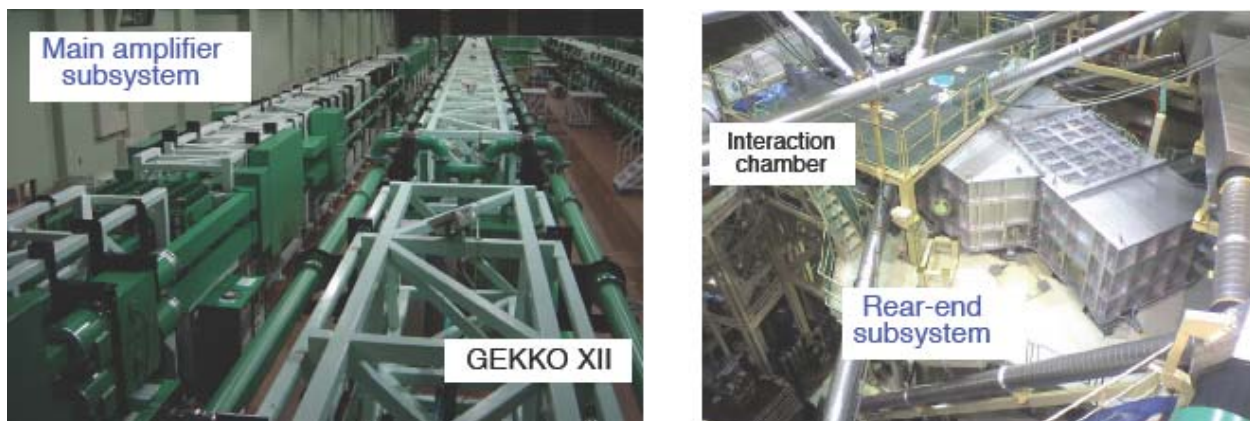 Main amplifier
subsystem
GEKKO XII
Interaction
chamber
Rear-end
subsystem